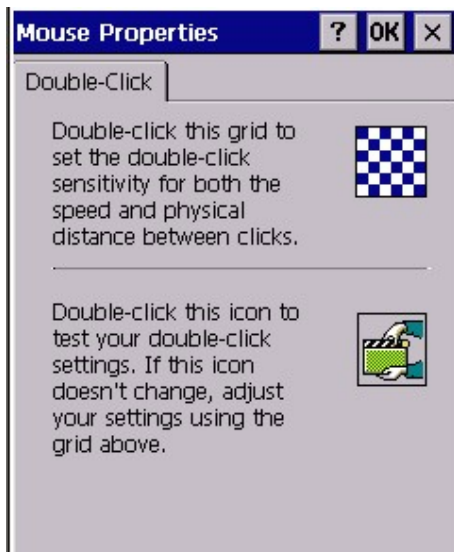 Mouse Properties ? OK ×
Double-Click
Double-click this grid to
set the double-click
sensitivity for both the
speed and physical
distance between clicks.
Double-click this icon to
test your double-click
settings. If this icon
doesn't change, adjust
your settings using the
grid above.